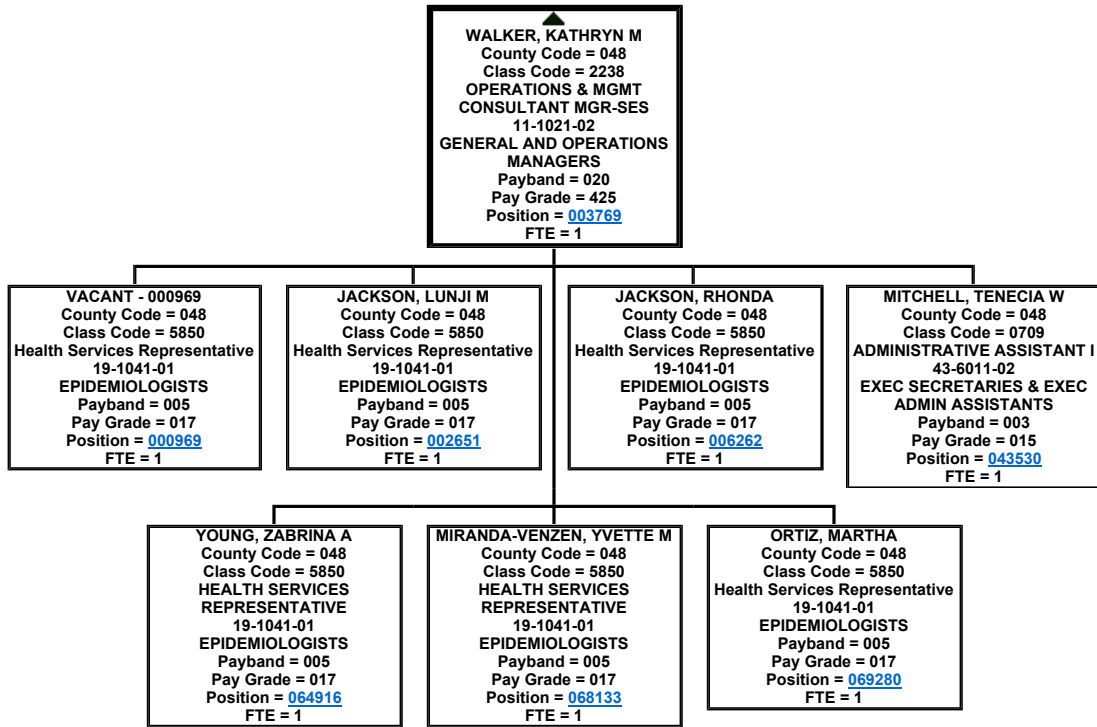 WALKER, KATHRYN M
County Code = 048
Class Code = 2238
OPERATIONS & MGMT
CONSULTANT MGR-SES
11-1021-02
GENERAL AND OPERATIONS
MANAGERS
Payband = 020
Pay Grade = 425
Position = 003769
FTE = 1
VACANT - 000969
County Code = 048
Class Code = 5850
Health Services Representative
19-1041-01
EPIDEMIOLOGISTS
Payband = 005
Pay Grade = 017
Position = 000969
FTE = 1
JACKSON, LUNJI M
County Code = 048
Class Code = 5850
Health Services Representative
19-1041-01
EPIDEMIOLOGISTS
Payband = 005
Pay Grade = 017
Position = 002651
FTE = 1
JACKSON, RHONDA
County Code = 048
Class Code = 5850
Health Services Representative
19-1041-01
EPIDEMIOLOGISTS
Payband = 005
Pay Grade = 017
Position = 006262
FTE = 1
MITCHELL, TENECIA W
County Code = 048
Class Code = 0709
ADMINISTRATIVE ASSISTANT I
43-6011-02
EXEC SECRETARIES & EXEC
ADMIN ASSISTANTS
Payband = 003
Pay Grade = 015
Position = 043530
FTE = 1
YOUNG, ZABRINA A
County Code = 048
Class Code = 5850
HEALTH SERVICES
REPRESENTATIVE
19-1041-01
EPIDEMIOLOGISTS
Payband = 005
Pay Grade = 017
Position = 064916
FTE = 1
MIRANDA-VENZEN, YVETTE M
County Code = 048
Class Code = 5850
HEALTH SERVICES
REPRESENTATIVE
19-1041-01
EPIDEMIOLOGISTS
Payband = 005
Pay Grade = 017
Position = 068133
FTE = 1
ORTIZ, MARTHA
County Code = 048
Class Code = 5850
Health Services Representative
19-1041-01
EPIDEMIOLOGISTS
Payband = 005
Pay Grade = 017
Position = 069280
FTE = 1